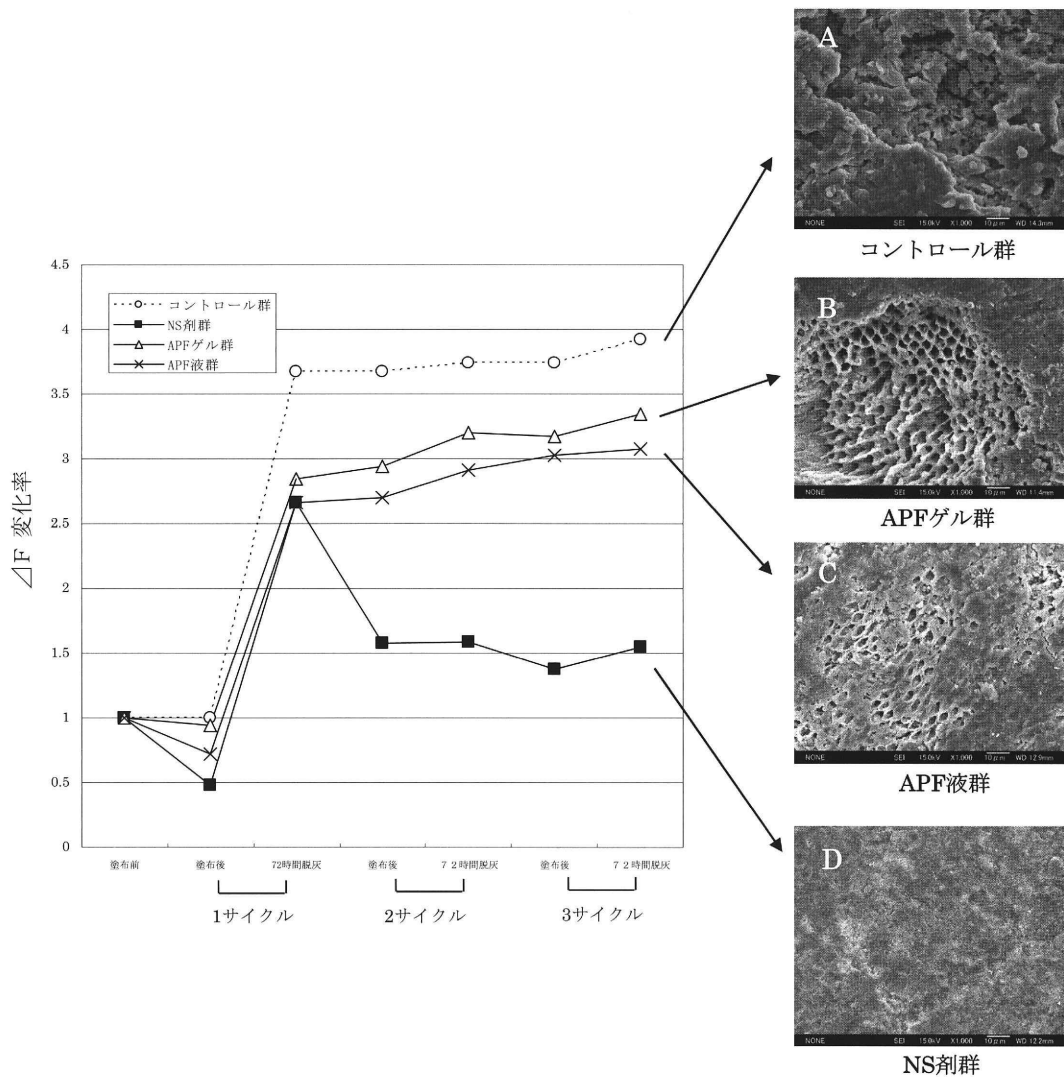 4.5
4
3.5
3
2.5
2
1.5
1
0.5
0
⊿F 変化率
コントロール群
NS剤群
APFゲル群
APF液群
塗布前
塗布後
72時間脱灰
塗布後
72時間脱灰
塗布後
72時間脱灰
1サイクル
2サイクル
3サイクル
A
NONE SEI 15.0kV X1,000 10μm WD 14.3mm
コントロール群
B
NONE SEI 15.0kV X1,000 10μm WD 11.4mm
APFゲル群
C
NONE SEI 15.0kV X1,000 10μm WD 12.9mm
APF液群
D
NONE SEI 15.0kV X1,000 10μm WD 12.2mm
NS剤群